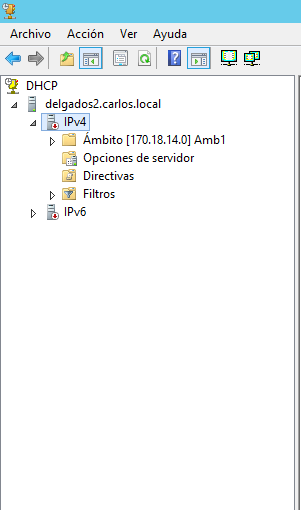 Archivo Acción Ver Ayuda
DHCP
delgados2.carlos.local
IPv4
Ámbito [170.18.14.0] Amb1
Opciones de servidor
Directivas
Filtros
IPv6